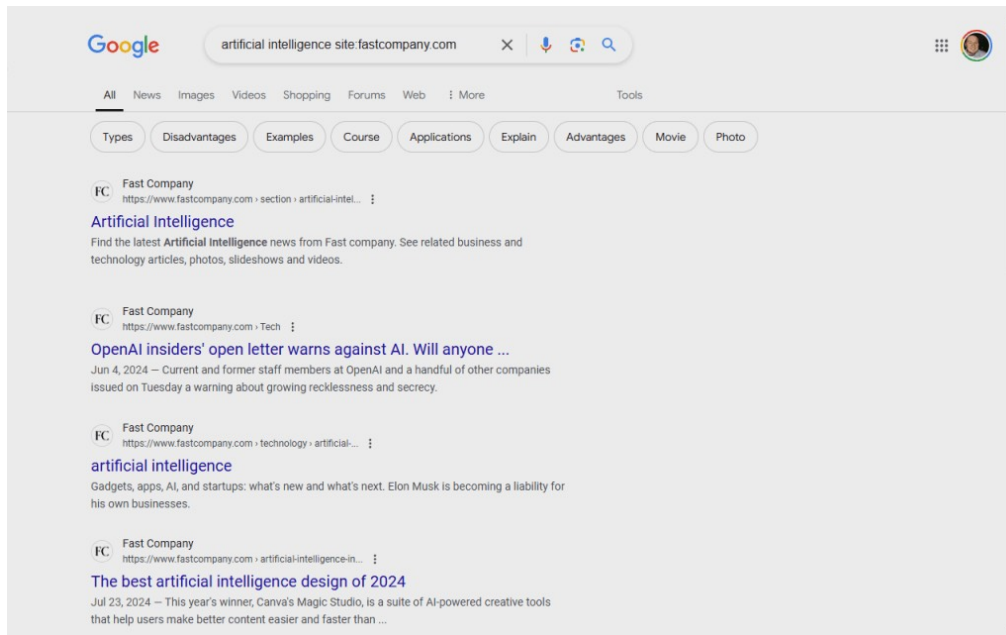 Google
artificial intelligence site:fastcompany.com
All News Images Videos Shopping Forums Web More Tools
Types Disadvantages Examples Course Applications Explain Advantages Movie Photo
FC Fast Company
https://www.fastcompany.com › section › artificial-intel...
Artificial Intelligence
Find the latest Artificial Intelligence news from Fast company. See related business and
technology articles, photos, slideshows and videos.
FC Fast Company
https://www.fastcompany.com › Tech
OpenAI insiders' open letter warns against AI. Will anyone ...
Jun 4, 2024 — Current and former staff members at OpenAI and a handful of other companies
issued on Tuesday a warning about growing recklessness and secrecy.
FC Fast Company
https://www.fastcompany.com › technology › artificial-...
artificial intelligence
Gadgets, apps, AI, and startups: what's new and what's next. Elon Musk is becoming a liability for
his own businesses.
FC Fast Company
https://www.fastcompany.com › artificial-intelligence-in...
The best artificial intelligence design of 2024
Jul 23, 2024 — This year's winner, Canva's Magic Studio, is a suite of AI-powered creative tools
that help users make better content easier and faster than ...